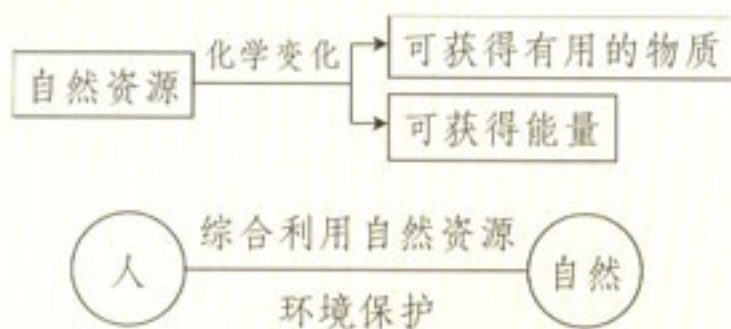 自然资源
化学变化
可获得有用的物质
可获得能量
人
综合利用自然资源
环境保护
自然